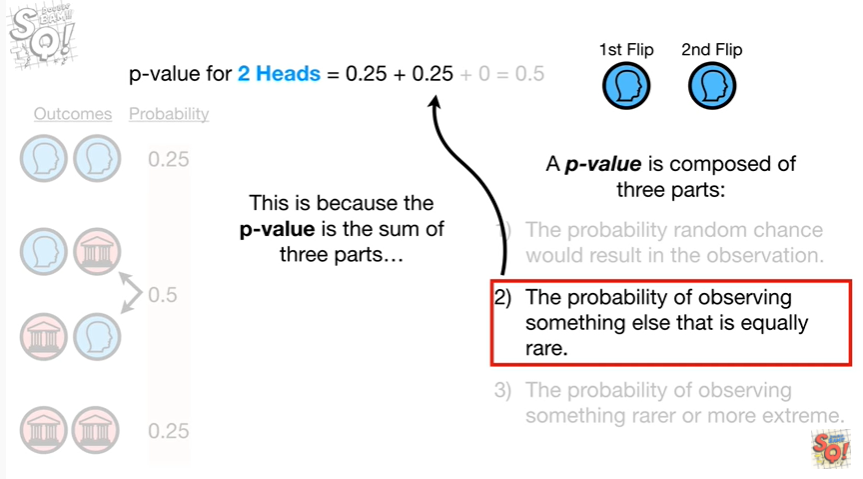 1st Flip 2nd Flip
p-value for 2 Heads = 0.25 + 0.25 + 0 = 0.5
Outcomes Probability
0.25
0.5
0.25
This is because the
p-value is the sum of
three parts…
A p-value is composed of
three parts:
1) The probability random chance
would result in the observation.
2) The probability of observing
something else that is equally
rare.
3) The probability of observing
something rarer or more extreme.
SQ!